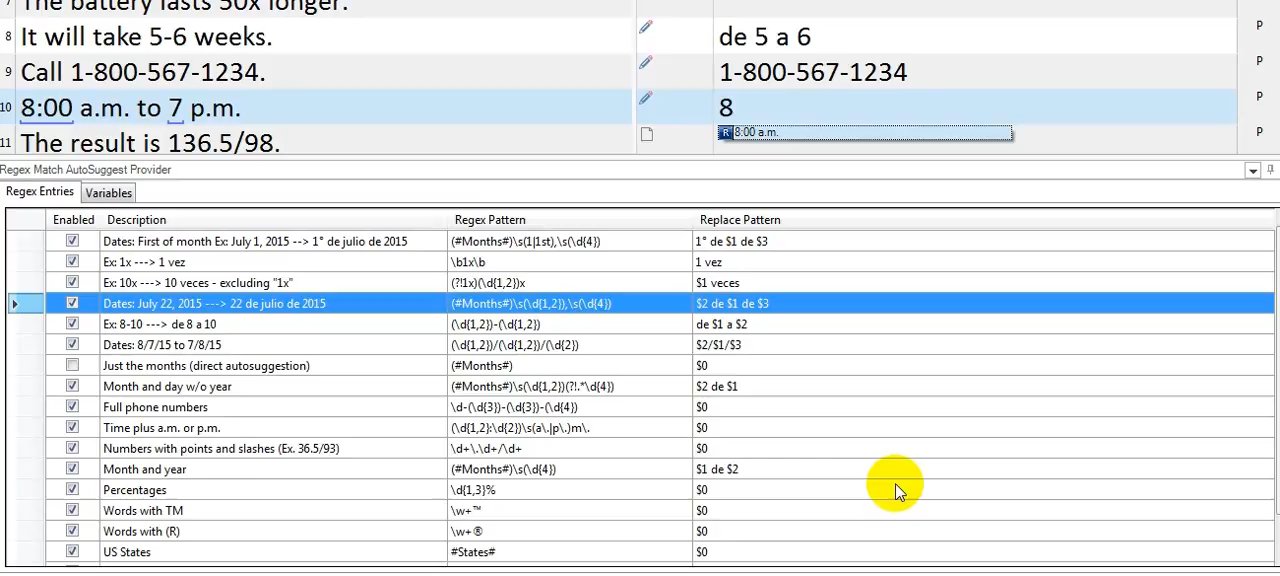 7 The battery lasts 50x longer.
8 It will take 5-6 weeks. de 5 a 6 P
9 Call 1-800-567-1234. 1-800-567-1234 P
10 8:00 a.m. to 7 p.m. 8 P
R 8:00 a.m.
11 The result is 136.5/98. P
Regex Match AutoSuggest Provider
Regex Entries Variables
Enabled Description Regex Pattern Replace Pattern
Dates: First of month Ex: July 1, 2015 --> 1° de julio de 2015 (#Months#)\s(1|1st),\s(\d{4}) 1° de $1 de $3
Ex: 1x ---> 1 vez \b1x\b 1 vez
Ex: 10x ---> 10 veces - excluding "1x" (?!1x)(\d{1,2})x $1 veces
Dates: July 22, 2015 ---> 22 de julio de 2015 (#Months#)\s(\d{1,2}),\s(\d{4}) $2 de $1 de $3
Ex: 8-10 ---> de 8 a 10 (\d{1,2})-(\d{1,2}) de $1 a $2
Dates: 8/7/15 to 7/8/15 (\d{1,2})/(\d{1,2})/(\d{2}) $2/$1/$3
Just the months (direct autosuggestion) (#Months#) $0
Month and day w/o year (#Months#)\s(\d{1,2})(?!.*\d{4}) $2 de $1
Full phone numbers \d-(\d{3})-(\d{3})-(\d{4}) $0
Time plus a.m. or p.m. (\d{1,2}:\d{2})\s(a\.|p\.)m\. $0
Numbers with points and slashes (Ex. 36.5/93) \d+\.\d+/\d+ $0
Month and year (#Months#)\s(\d{4}) $1 de $2
Percentages \d{1,3}% $0
Words with TM \w+™ $0
Words with (R) \w+® $0
US States #States# $0